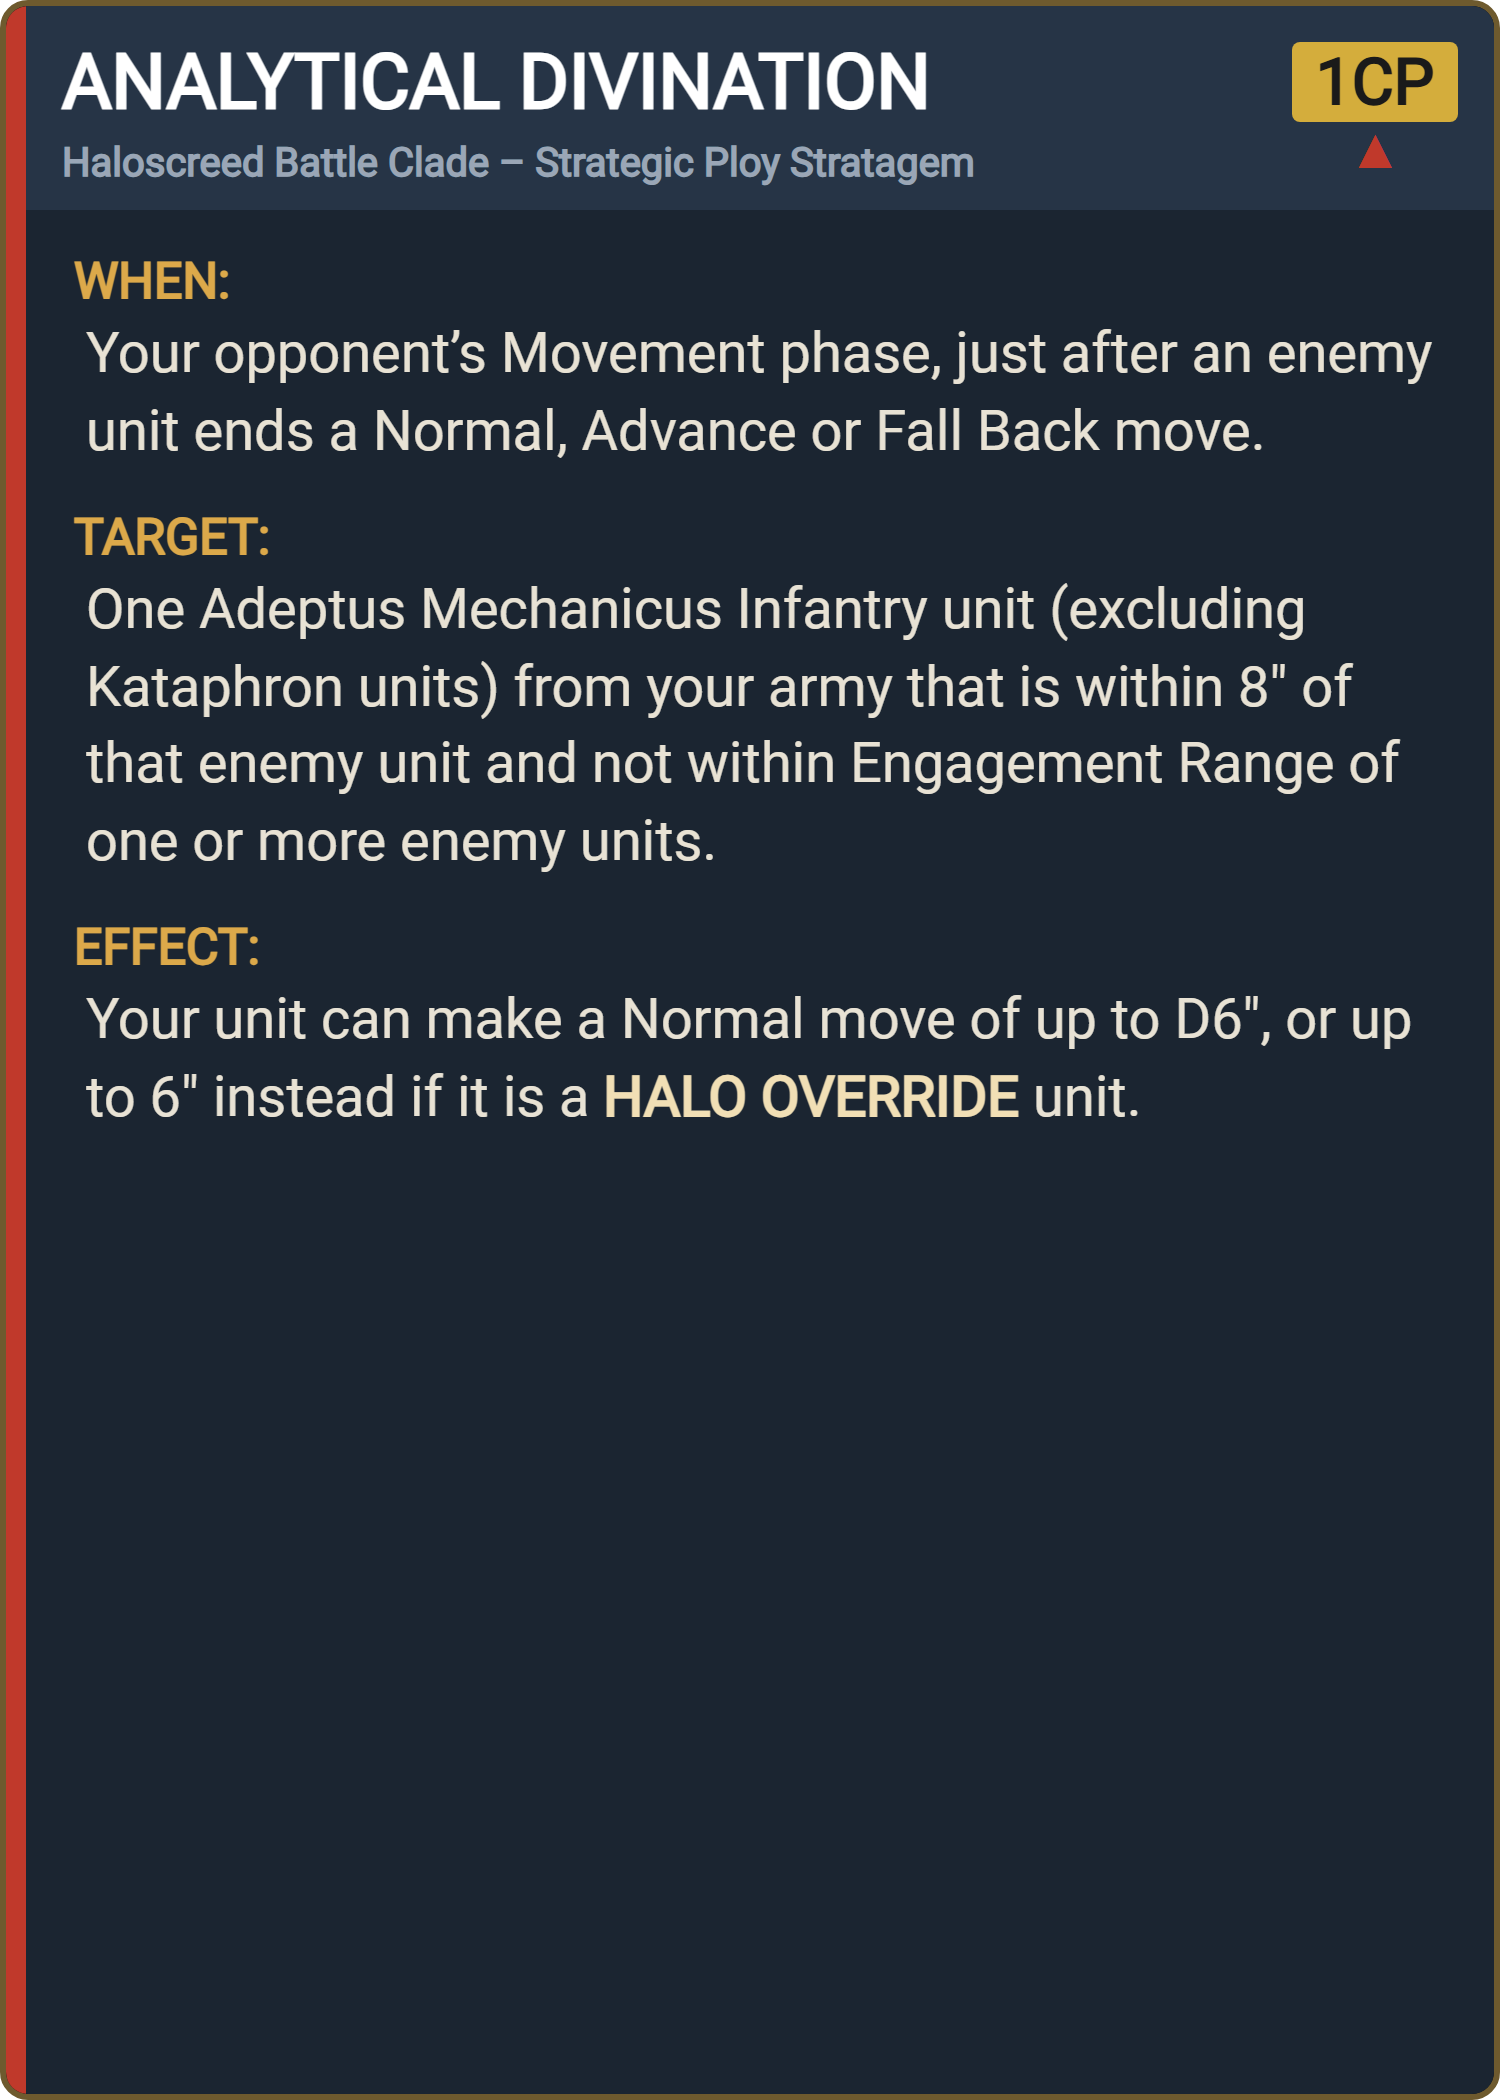 ANALYTICAL DIVINATION
1CP
Haloscreed Battle Clade – Strategic Ploy Stratagem
WHEN:
Your opponent’s Movement phase, just after an enemy
unit ends a Normal, Advance or Fall Back move.
TARGET:
One Adeptus Mechanicus Infantry unit (excluding
Kataphron units) from your army that is within 8" of
that enemy unit and not within Engagement Range of
one or more enemy units.
EFFECT:
Your unit can make a Normal move of up to D6", or up
to 6" instead if it is a HALO OVERRIDE unit.